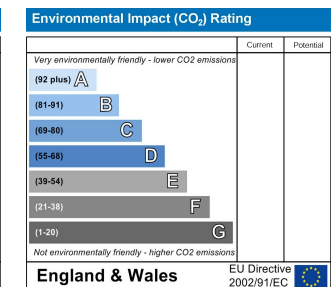 Environmental Impact (CO₂) Rating
Current Potential
Very environmentally friendly - lower CO2 emissions
(92 plus) A
(81-91) B
(69-80) C
(55-68) D
(39-54) E
(21-38) F
(1-20) G
Not environmentally friendly - higher CO2 emissions
England & Wales
EU Directive
2002/91/EC